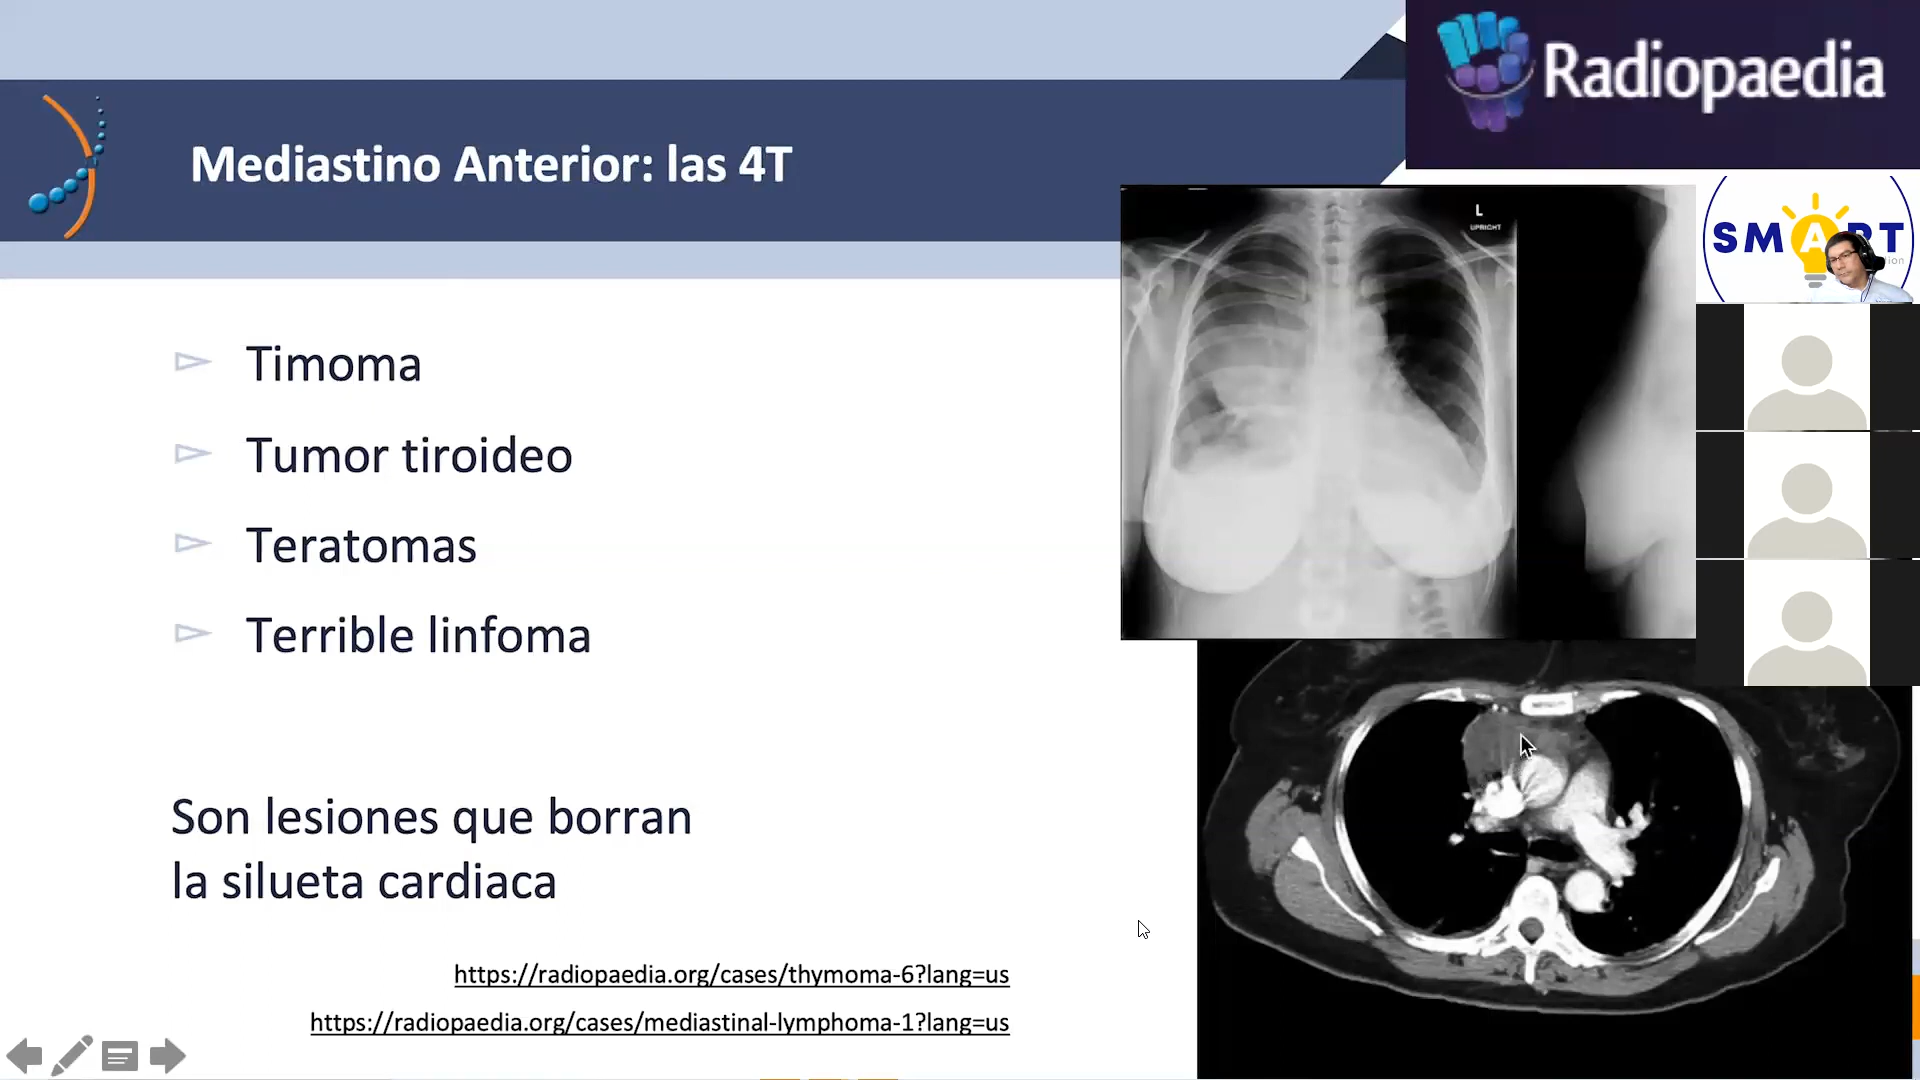 Radiopaedia
Mediastino Anterior: las 4T
L
UPRIGHT
SMART
Timoma
Tumor tiroideo
Teratomas
Terrible linfoma
Son lesiones que borran
la silueta cardiaca
https://radiopaedia.org/cases/thymoma-6?lang=us
https://radiopaedia.org/cases/mediastinal-lymphoma-1?lang=us